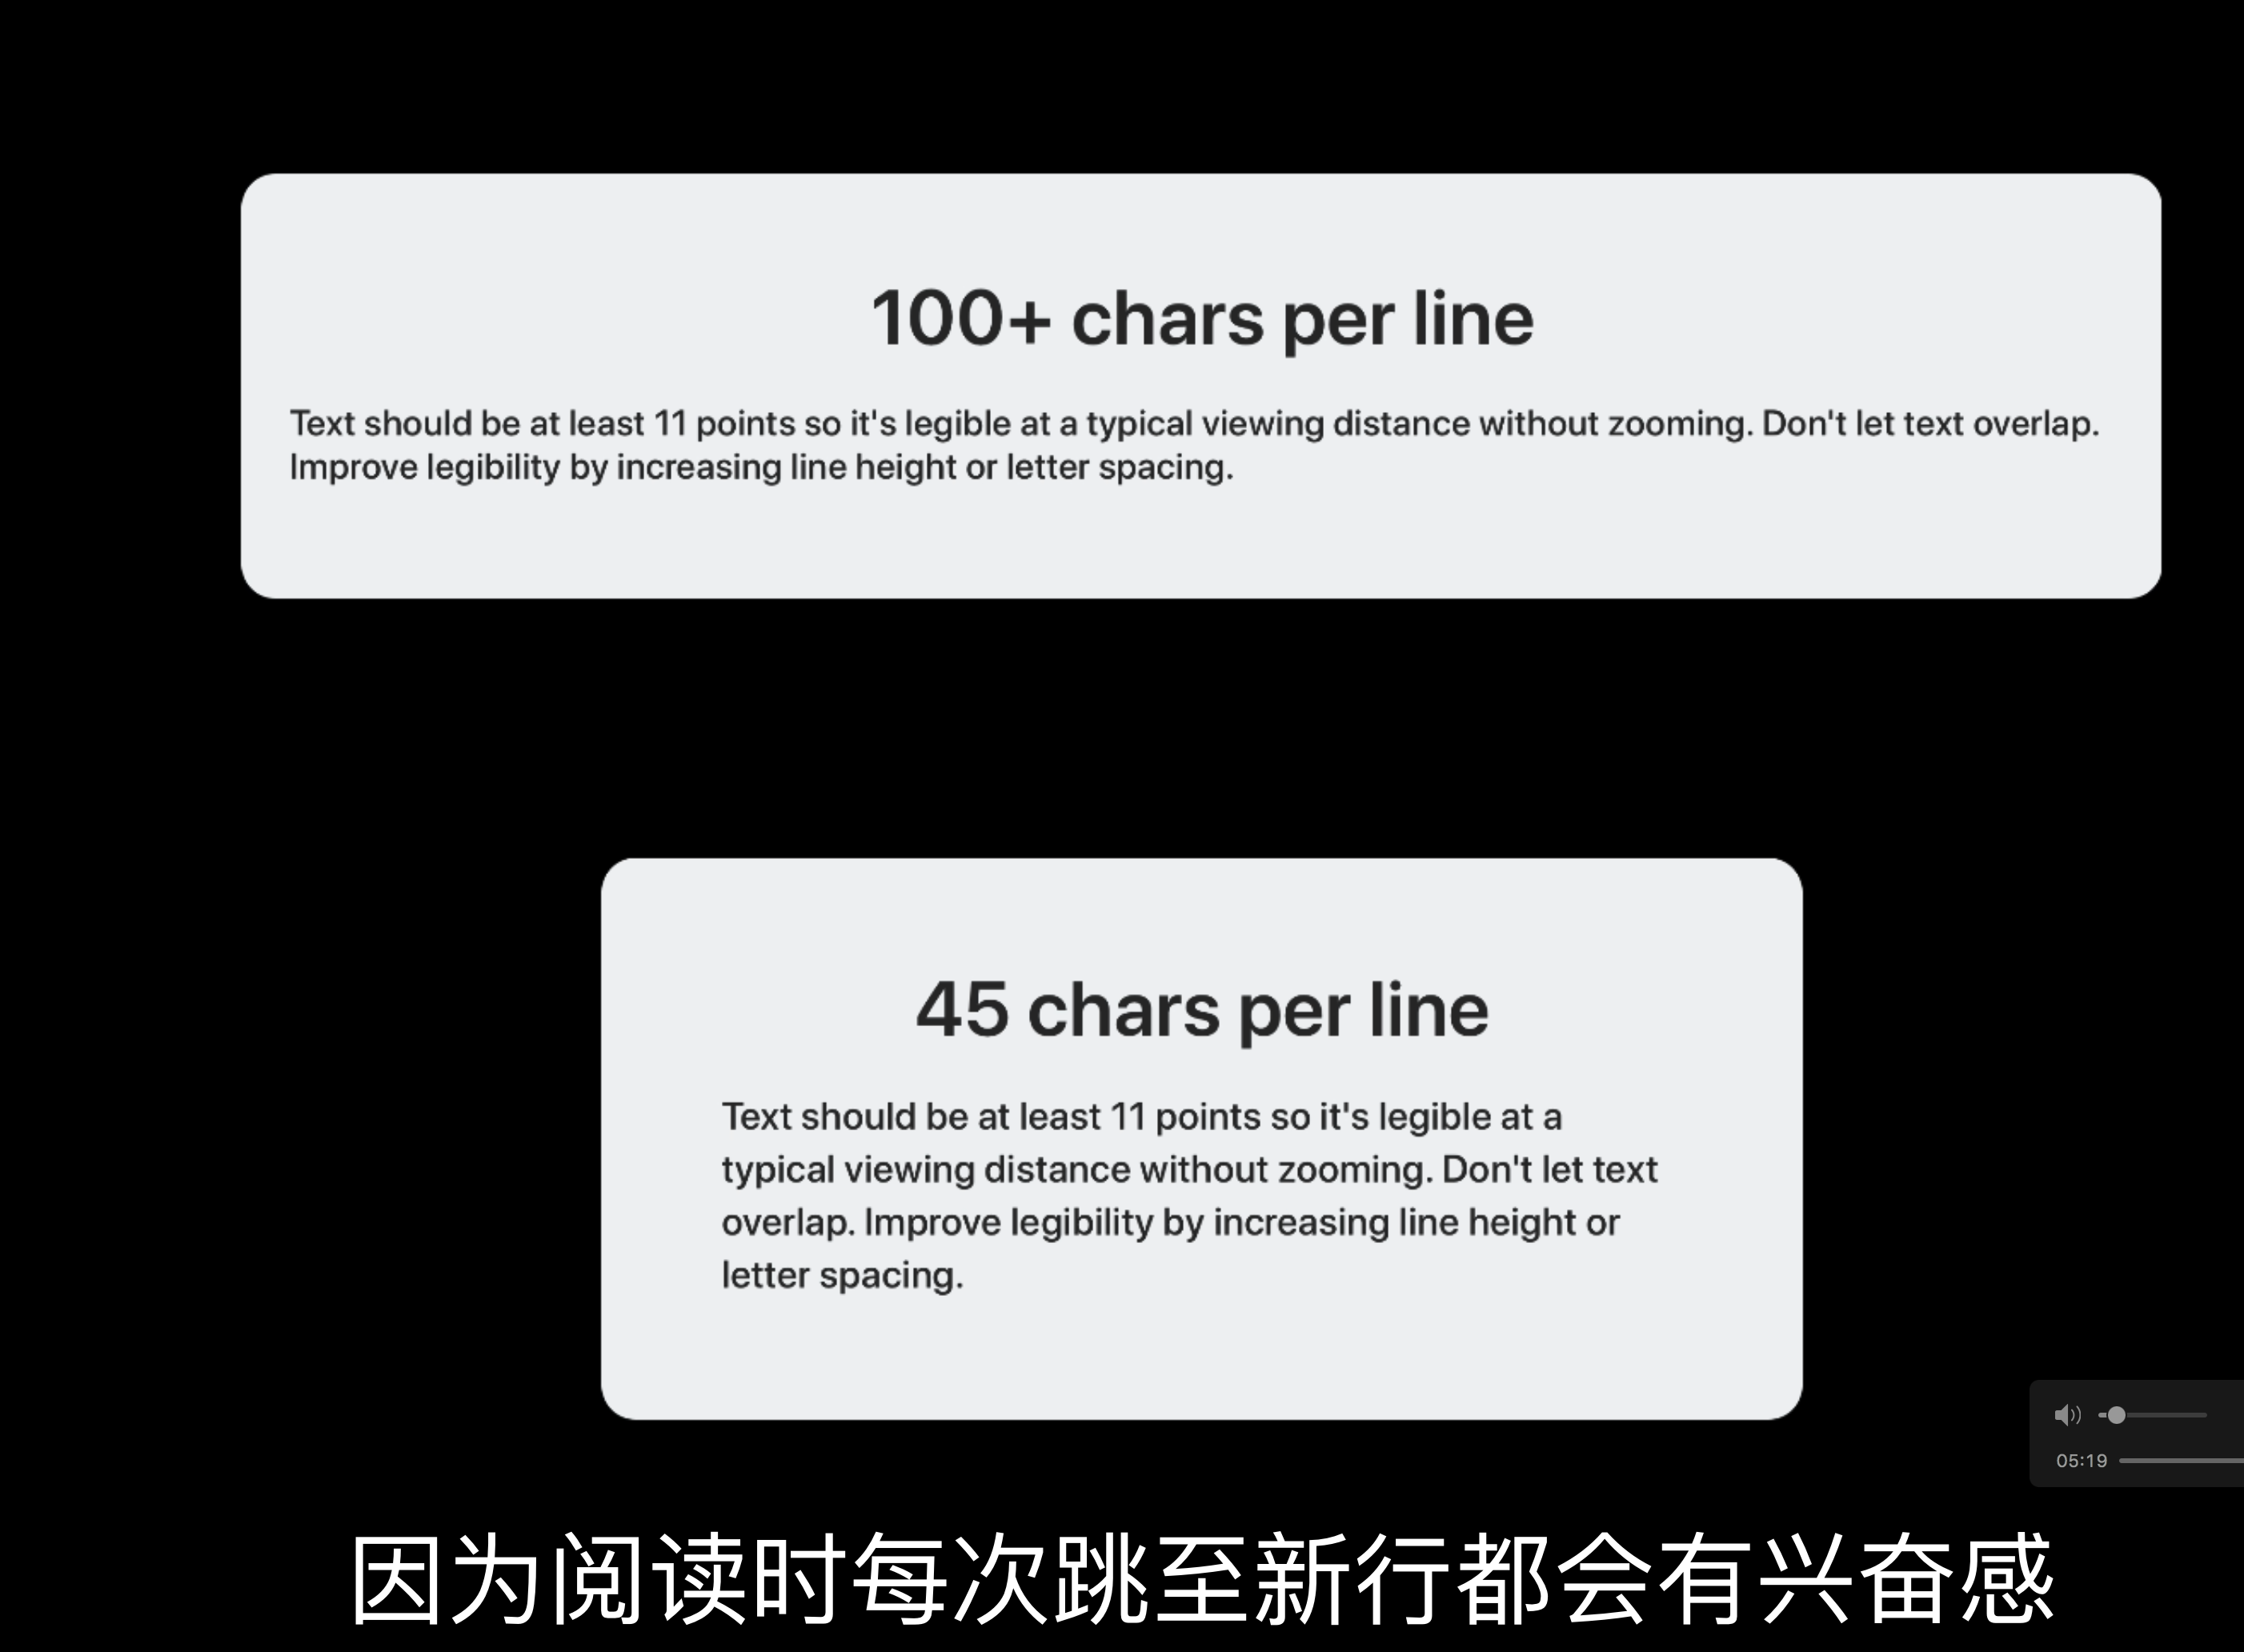 100+ chars per line
Text should be at least 11 points so it's legible at a typical viewing distance without zooming. Don't let text overlap.
Improve legibility by increasing line height or letter spacing.
45 chars per line
Text should be at least 11 points so it's legible at a
typical viewing distance without zooming. Don't let text
overlap. Improve legibility by increasing line height or
letter spacing.
05:19
因为阅读时每次跳至新行都会有兴奋感